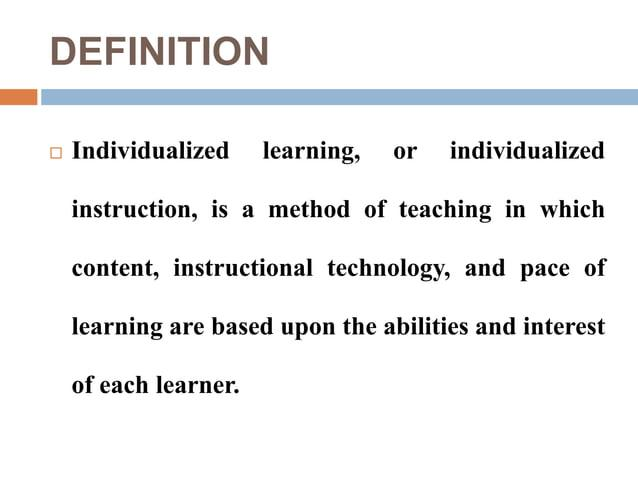 DEFINITION
Individualized learning, or individualized
instruction, is a method of teaching in which
content, instructional technology, and pace of
learning are based upon the abilities and interest
of each learner.